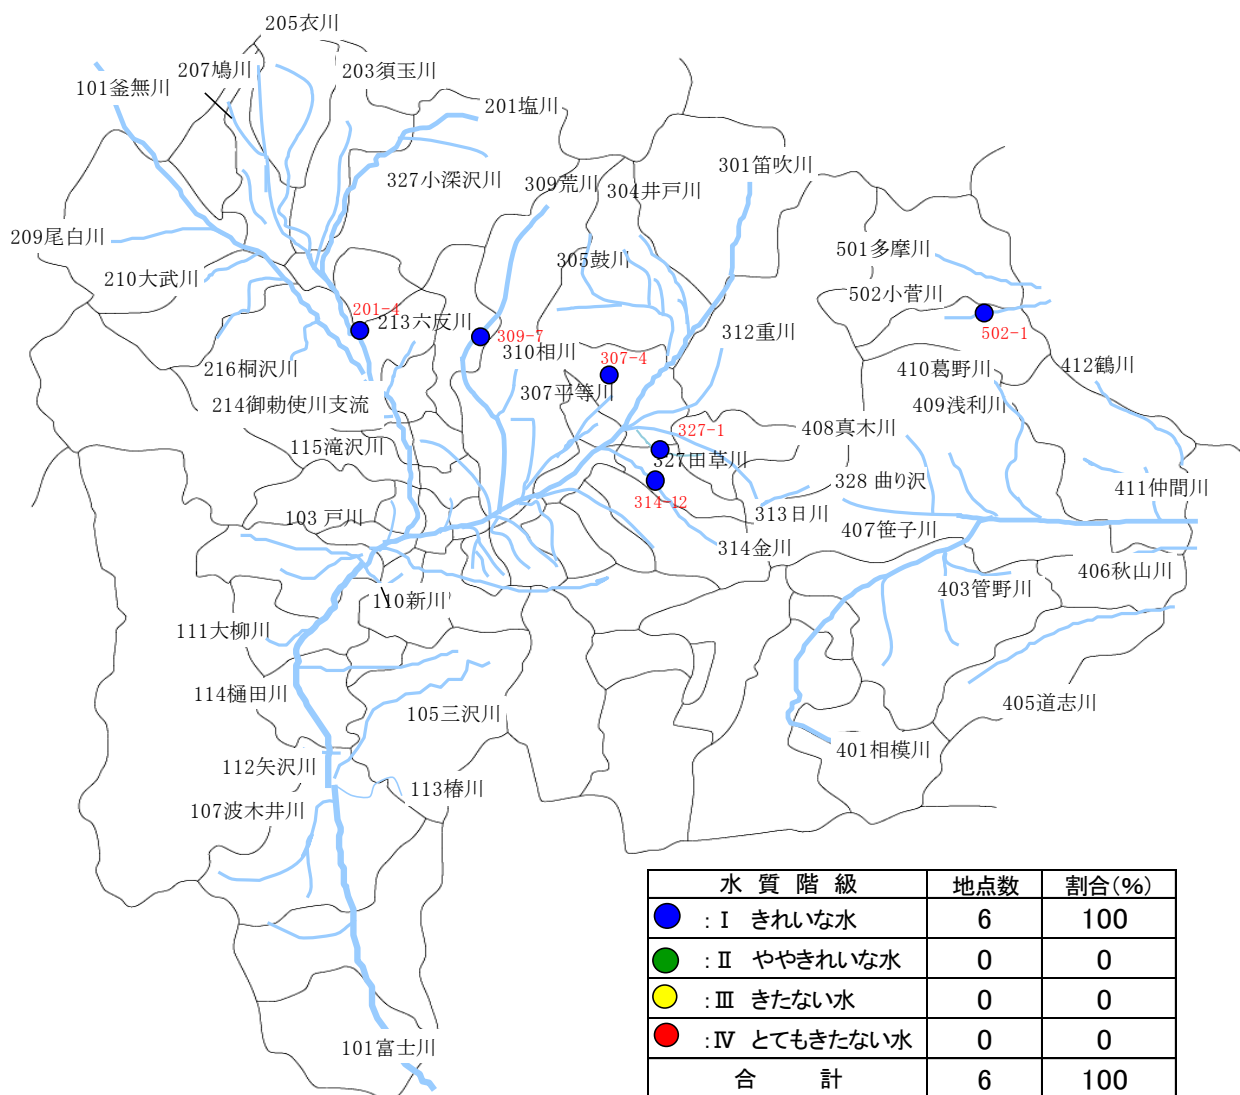 205衣川
207鳩川
203須玉川
101釜無川
201塩川
301笛吹川
327小深沢川
309荒川
304井戸川
209尾白川
210大武川
305鼓川
501多摩川
502小菅川
201-4
213六反川
309-7
502-1
310相川
312重川
307-4
216桐沢川
307平等川
410葛野川
412鶴川
214御勅使川支流
409浅利川
327-1
408真木川
115滝沢川
327田草川
328 曲り沢
411仲間川
314-12
313日川
103 戸川
407笹子川
314金川
406秋山川
403管野川
110新川
111大柳川
114樋田川
105三沢川
405道志川
401相模川
112矢沢川
113椿川
107波木井川
101富士川
水 質 階 級 地点数 割合(%)
:Ⅰ きれいな水 6 100
:Ⅱ ややきれいな水 0 0
:Ⅲ きたない水 0 0
:Ⅳ とてもきたない水 0 0
合 計 6 100